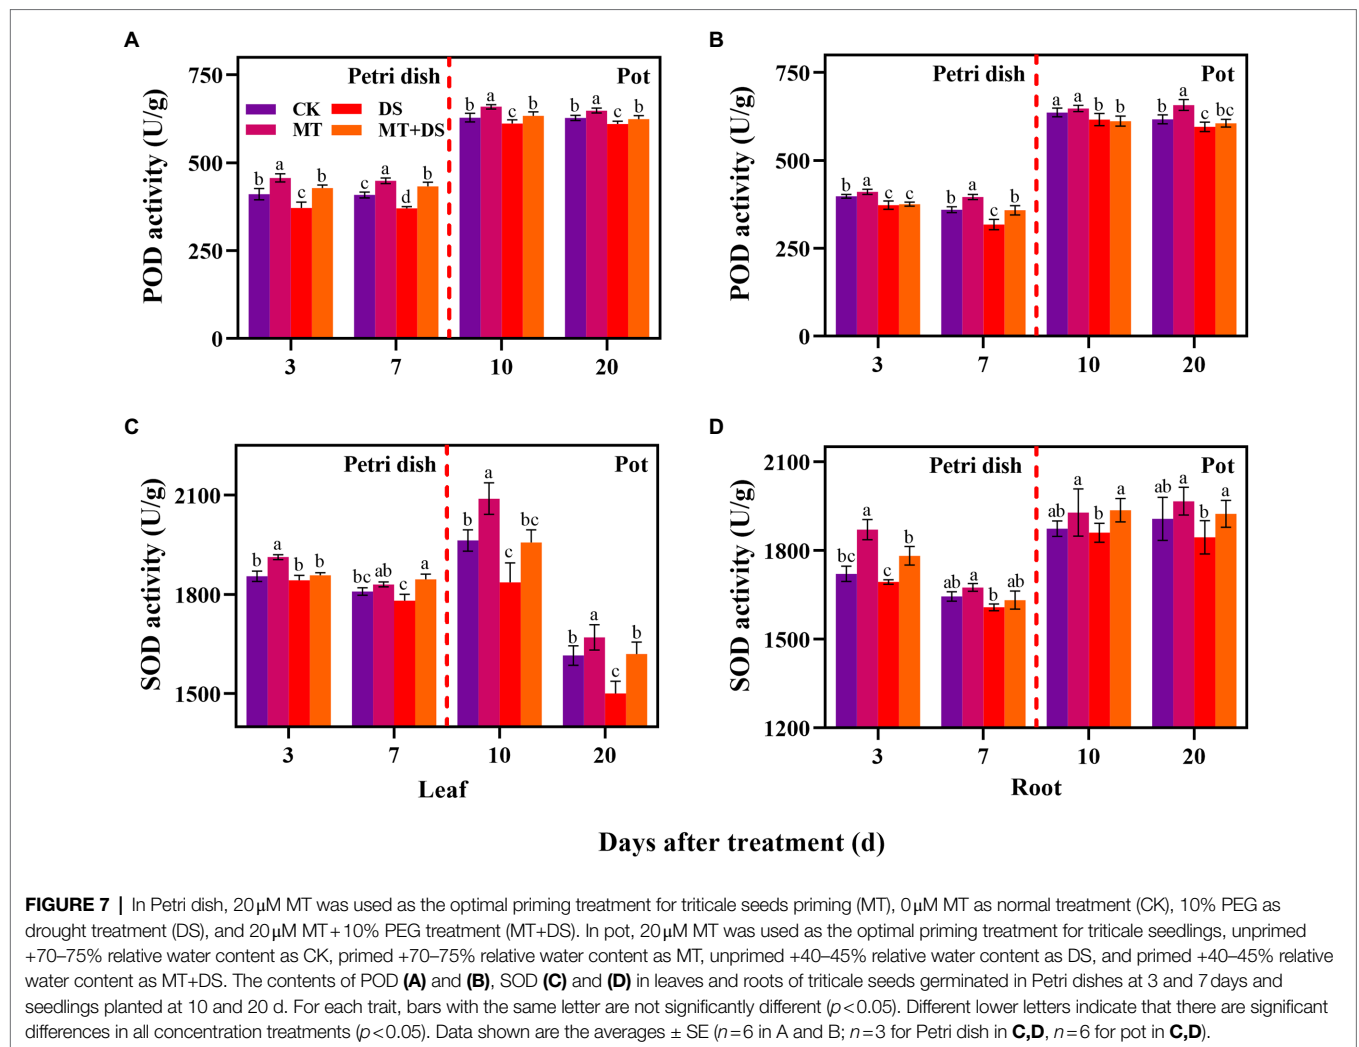 A
Petri dish
Pot
CK
DS
MT
MT+DS
POD activity (U/g)
750
500
250
0
b a c b
c a d b
b a c b
b a c b
3 7 10 20
B
Petri dish
Pot
POD activity (U/g)
750
500
250
0
b a c c
b a c b
a a b b
b a c bc
3 7 10 20
C
Petri dish
Pot
SOD activity (U/g)
2100
1800
1500
b a b b
bc ab c a
b a c bc
b a c b
3 7 10 20
Leaf
D
Petri dish
Pot
SOD activity (U/g)
2100
1800
1500
1200
bc a c b
ab a b ab
ab a b a
ab a b a
3 7 10 20
Root
Days after treatment (d)
FIGURE 7 | In Petri dish, 20 μM MT was used as the optimal priming treatment for triticale seeds priming (MT), 0 μM MT as normal treatment (CK), 10% PEG as
drought treatment (DS), and 20 μM MT + 10% PEG treatment (MT+DS). In pot, 20 μM MT was used as the optimal priming treatment for triticale seedlings, unprimed
+70–75% relative water content as CK, primed +70–75% relative water content as MT, unprimed +40–45% relative water content as DS, and primed +40–45% relative
water content as MT+DS. The contents of POD (A) and (B), SOD (C) and (D) in leaves and roots of triticale seeds germinated in Petri dishes at 3 and 7 days and
seedlings planted at 10 and 20 d. For each trait, bars with the same letter are not significantly different (p < 0.05). Different lower letters indicate that there are significant
differences in all concentration treatments (p < 0.05). Data shown are the averages ± SE (n = 6 in A and B; n = 3 for Petri dish in C,D, n = 6 for pot in C,D).